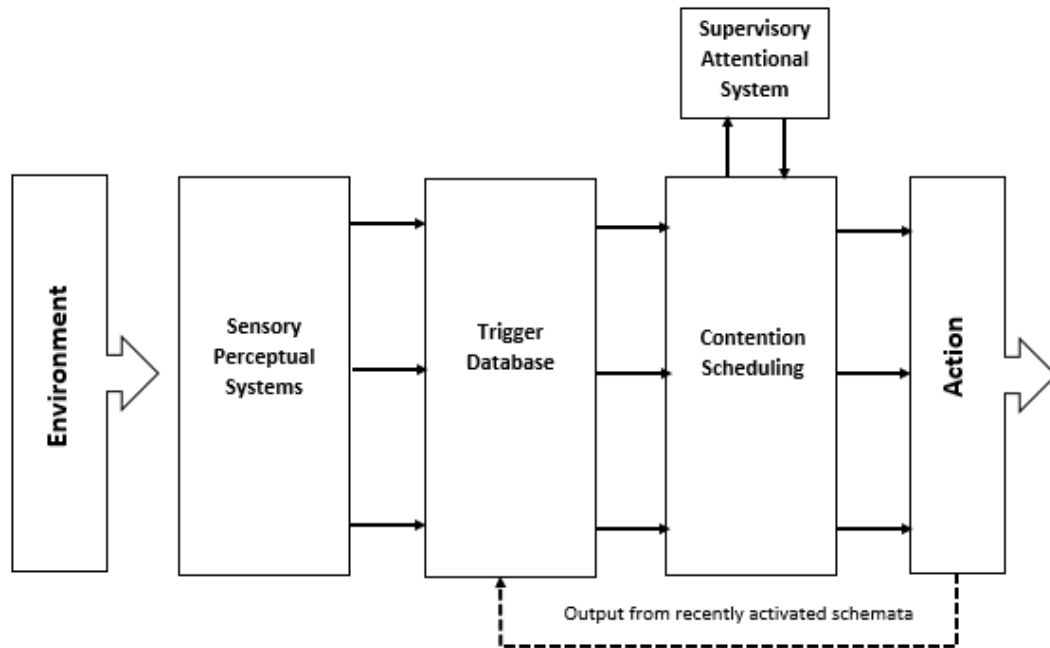 Supervisory
Attentional
System
Environment
Sensory
Perceptual
Systems
Trigger
Database
Contention
Scheduling
Action
Output from recently activated schemata